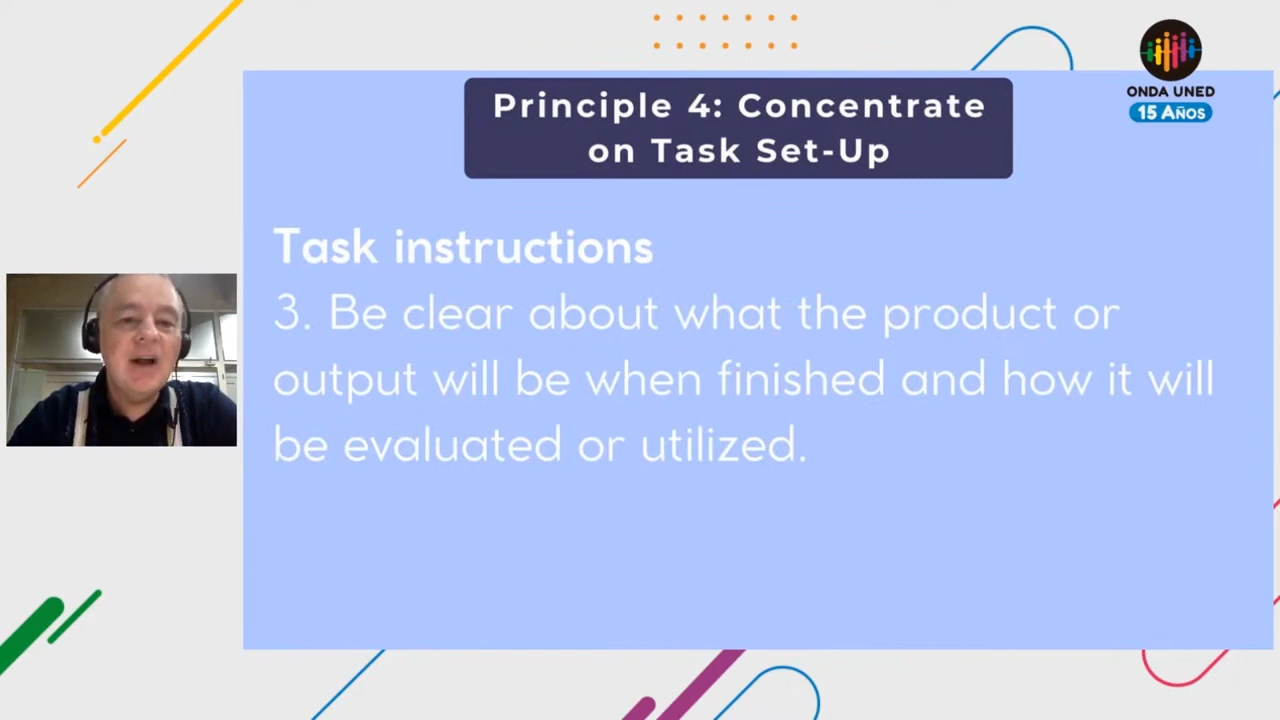 ONDA UNED
15 AÑOS
Principle 4: Concentrate
on Task Set-Up
Task instructions
3. Be clear about what the product or
output will be when finished and how it will
be evaluated or utilized.